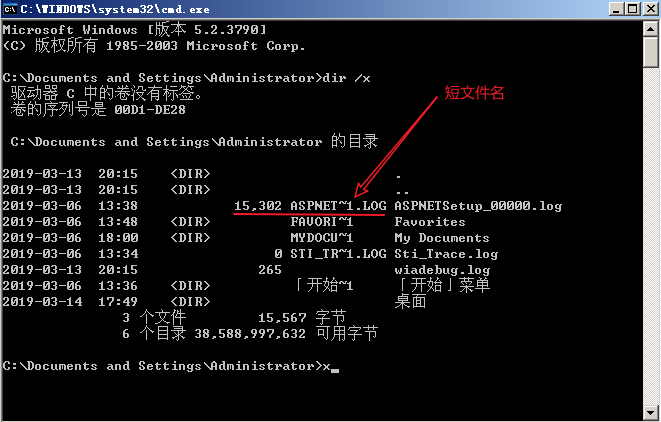 C:\WINDOWS\system32\cmd.exe
Microsoft Windows [版本 5.2.3790]
(C) 版权所有 1985-2003 Microsoft Corp.
C:\Documents and Settings\Administrator>dir /x
驱动器 C 中的卷没有标签。
卷的序列号是 00D1-DE28
短文件名
C:\Documents and Settings\Administrator 的目录
2019-03-13 20:15 <DIR> .
2019-03-13 20:15 <DIR> ..
2019-03-06 13:38 15,302 ASPNET~1.LOG ASPNETSetup_00000.log
2019-03-06 13:48 <DIR> FAVORI~1 Favorites
2019-03-06 18:00 <DIR> MYDOCU~1 My Documents
2019-03-06 13:34 0 STI_TR~1.LOG Sti_Trace.log
2019-03-13 20:15 265 wiadebug.log
2019-03-06 13:36 <DIR> 「开始~1 「开始」菜单
2019-03-14 17:49 <DIR> 桌面
3 个文件 15,567 字节
6 个目录 38,588,997,632 可用字节
C:\Documents and Settings\Administrator>x_